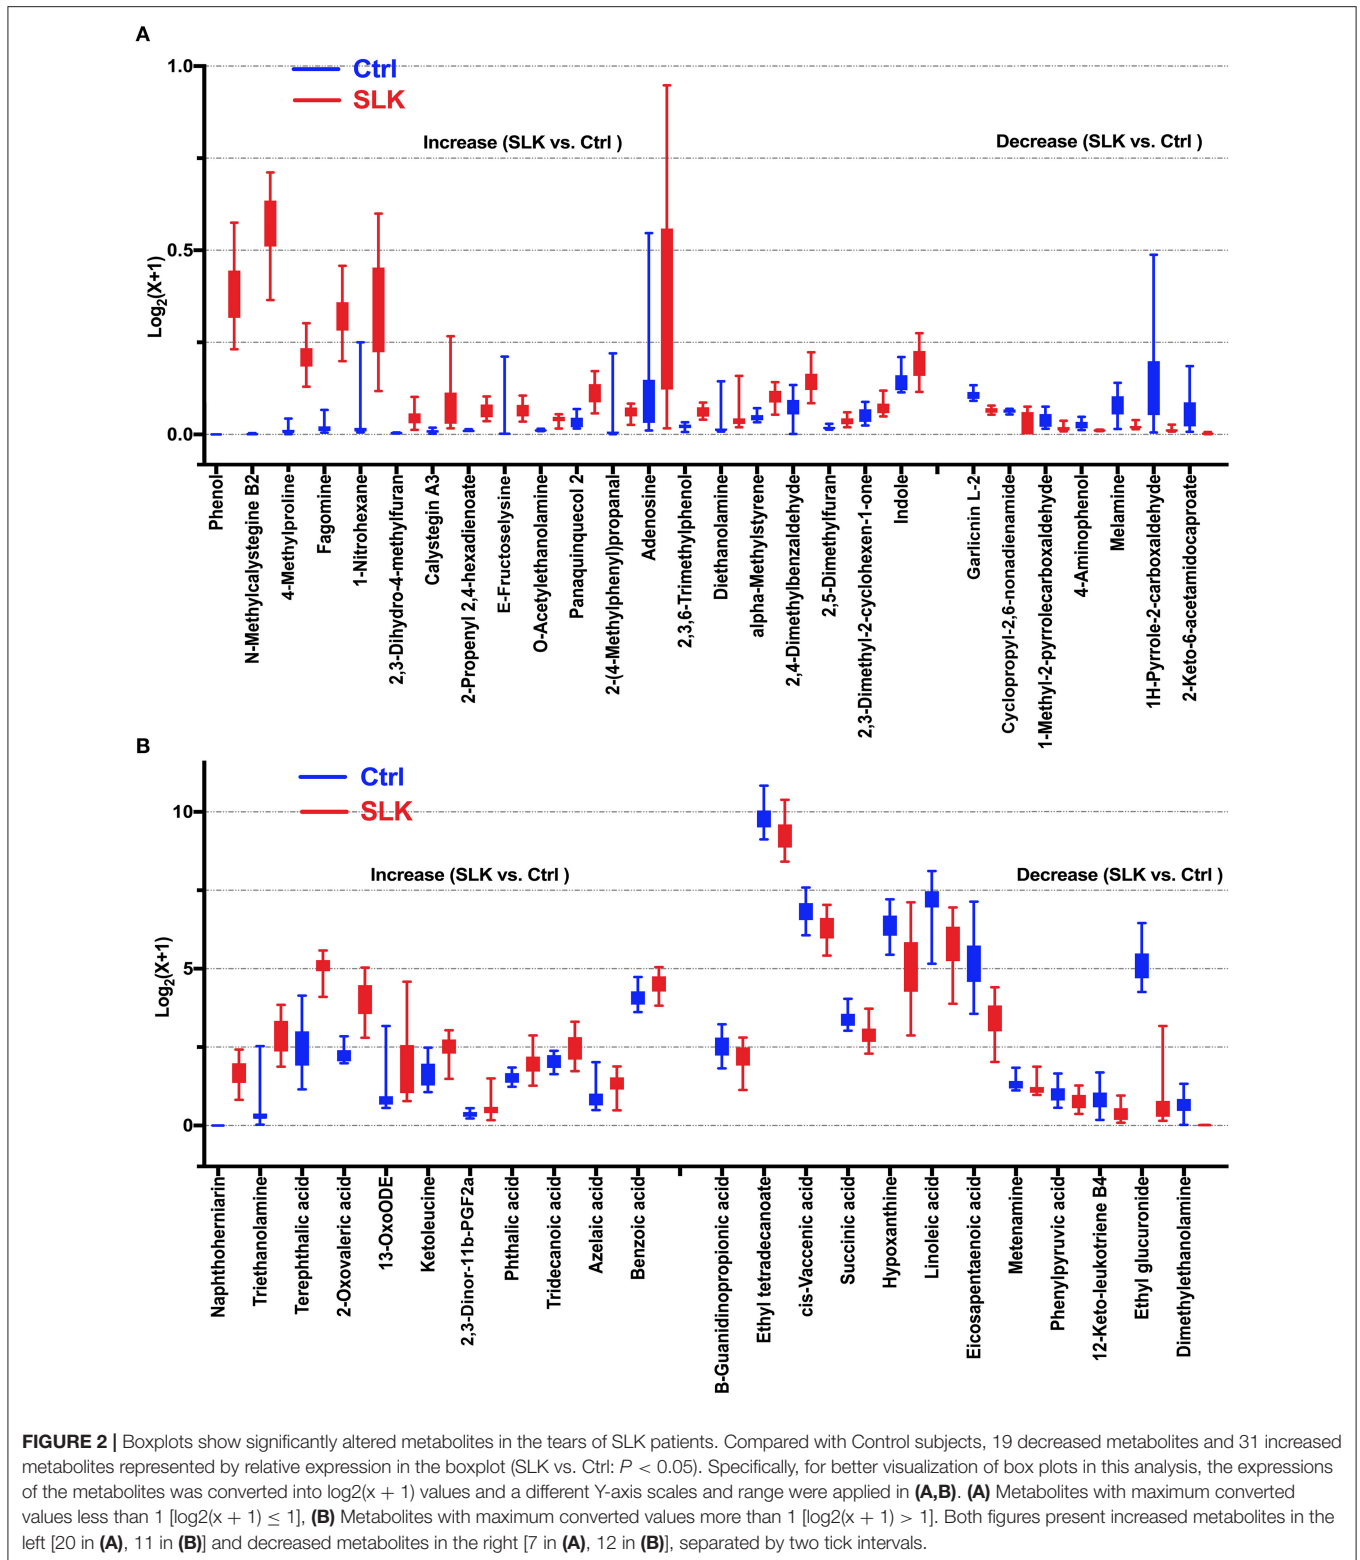 A
1.0
Ctrl
SLK
Increase (SLK vs. Ctrl )
Decrease (SLK vs. Ctrl )
0.5
Log2(X+1)
0.0
Phenol
N-Methylcalystegine B2
4-Methylproline
Fagomine
1-Nitrohexane
2,3-Dihydro-4-methylfuran
Calystegin A3
2-Propenyl 2,4-hexadienoate
E-Fructoselysine
O-Acetylethanolamine
Panaquinquecol 2
2-(4-Methylphenyl)propanal
Adenosine
2,3,6-Trimethylphenol
Diethanolamine
alpha-Methylstyrene
2,4-Dimethylbenzaldehyde
2,5-Dimethylfuran
2,3-Dimethyl-2-cyclohexen-1-one
Indole
Garlicnin L-2
Cyclopropyl-2,6-nonadienamide
1-Methyl-2-pyrrolecarboxaldehyde
4-Aminophenol
Melamine
1H-Pyrrole-2-carboxaldehyde
2-Keto-6-acetamidocaproate
B
Ctrl
SLK
10
Increase (SLK vs. Ctrl )
Decrease (SLK vs. Ctrl )
5
Log2(X+1)
0
Naphthoherniarin
Triethanolamine
Terephthalic acid
2-Oxovaleric acid
13-OxoODE
Ketoleucine
2,3-Dinor-11b-PGF2a
Phthalic acid
Tridecanoic acid
Azelaic acid
Benzoic acid
B-Guanidinopropionic acid
Ethyl tetradecanoate
cis-Vaccenic acid
Succinic acid
Hypoxanthine
Linoleic acid
Eicosapentaenoic acid
Metenamine
Phenylpyruvic acid
12-Keto-leukotriene B4
Ethyl glucuronide
Dimethylethanolamine
FIGURE 2 | Boxplots show significantly altered metabolites in the tears of SLK patients. Compared with Control subjects, 19 decreased metabolites and 31 increased
metabolites represented by relative expression in the boxplot (SLK vs. Ctrl: P < 0.05). Specifically, for better visualization of box plots in this analysis, the expressions
of the metabolites was converted into log2(x + 1) values and a different Y-axis scales and range were applied in (A,B). (A) Metabolites with maximum converted
values less than 1 [log2(x + 1) ≤ 1], (B) Metabolites with maximum converted values more than 1 [log2(x + 1) > 1]. Both figures present increased metabolites in the
left [20 in (A), 11 in (B)] and decreased metabolites in the right [7 in (A), 12 in (B)], separated by two tick intervals.